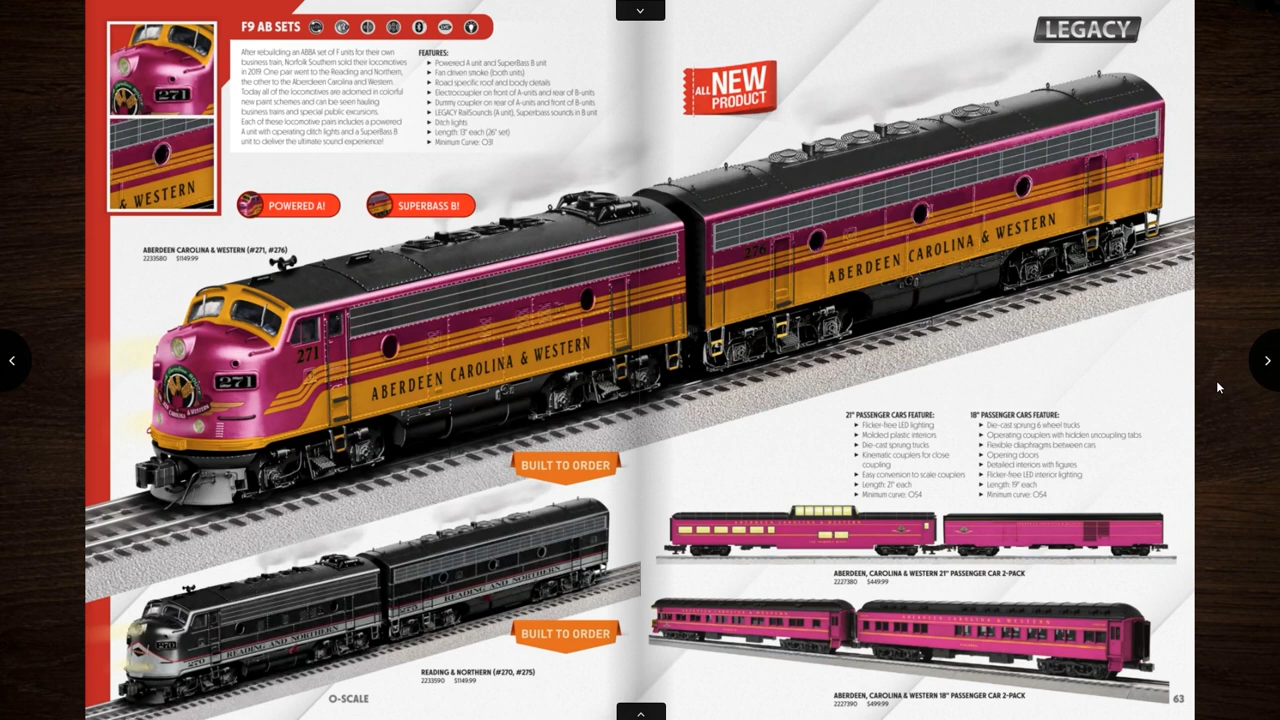 F9 AB SETS
After rebuilding an ABBA set of F units for their own
business train, Norfolk Southern sold their locomotives
in 2019. One pair went to the Reading and Northern,
the other to the Aberdeen Carolina and Western.
Today all of the locomotives are adorned in colorful
new paint schemes and can be seen hauling
business trains and special public excursions.
Each of these locomotive pairs includes a powered
A unit with operating ditch lights and a SuperBass B
unit to deliver the ultimate sound experience!
FEATURES:
► Powered A unit and SuperBass B unit
► Fan driven smoke (both units)
► Road specific roof and body details
► Electrocoupler on front of A-units and rear of B-units
► Dummy coupler on rear of A-units and front of B-units
► LEGACY RailSounds (A unit), Superbass sounds in B unit
► Ditch lights
► Length: 13" each (26" set)
► Minimum Curve: O31
LEGACY
ALL NEW
PRODUCT
271
& WESTERN
POWERED A!
SUPERBASS B!
ABERDEEN CAROLINA & WESTERN (#271, #276)
2233580 $1149.99
276
ABERDEEN CAROLINA & WESTERN
271
271
ABERDEEN CAROLINA & WESTERN
BUILT TO ORDER
21" PASSENGER CARS FEATURE:
► Flicker-free LED lighting
► Molded plastic interiors
► Die-cast sprung trucks
► Kinematic couplers for close
coupling
► Easy conversion to scale couplers
► Length: 21" each
► Minimum curve: O54
18" PASSENGER CARS FEATURE:
► Die-cast sprung 6 wheel trucks
► Operating couplers with hidden uncoupling tabs
► Flexible diaphragms between cars
► Opening doors
► Detailed interiors with figures
► Flicker-free LED interior lighting
► Length: 19" each
► Minimum curve: O54
ABERDEEN CAROLINA & WESTERN
ABERDEEN, CAROLINA & WESTERN 21" PASSENGER CAR 2-PACK
2227380 $449.99
READING AND NORTHERN
270
READING AND NORTHERN
BUILT TO ORDER
READING & NORTHERN (#270, #275)
2233590 $1149.99
ABERDEEN CAROLINA & WESTERN
ABERDEEN CAROLINA & WESTERN
ABERDEEN, CAROLINA & WESTERN 18" PASSENGER CAR 2-PACK
2227390 $499.99
O-SCALE
63